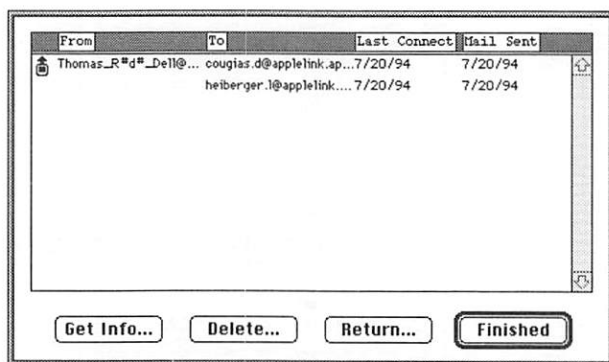 From To Last Connect Mail Sent
Thomas_R#d#_Dell@... cougias.d@applelink.ap...7/20/94 7/20/94
heiberger.l@applelink....7/20/94 7/20/94
Get Info... Delete... Return... Finished